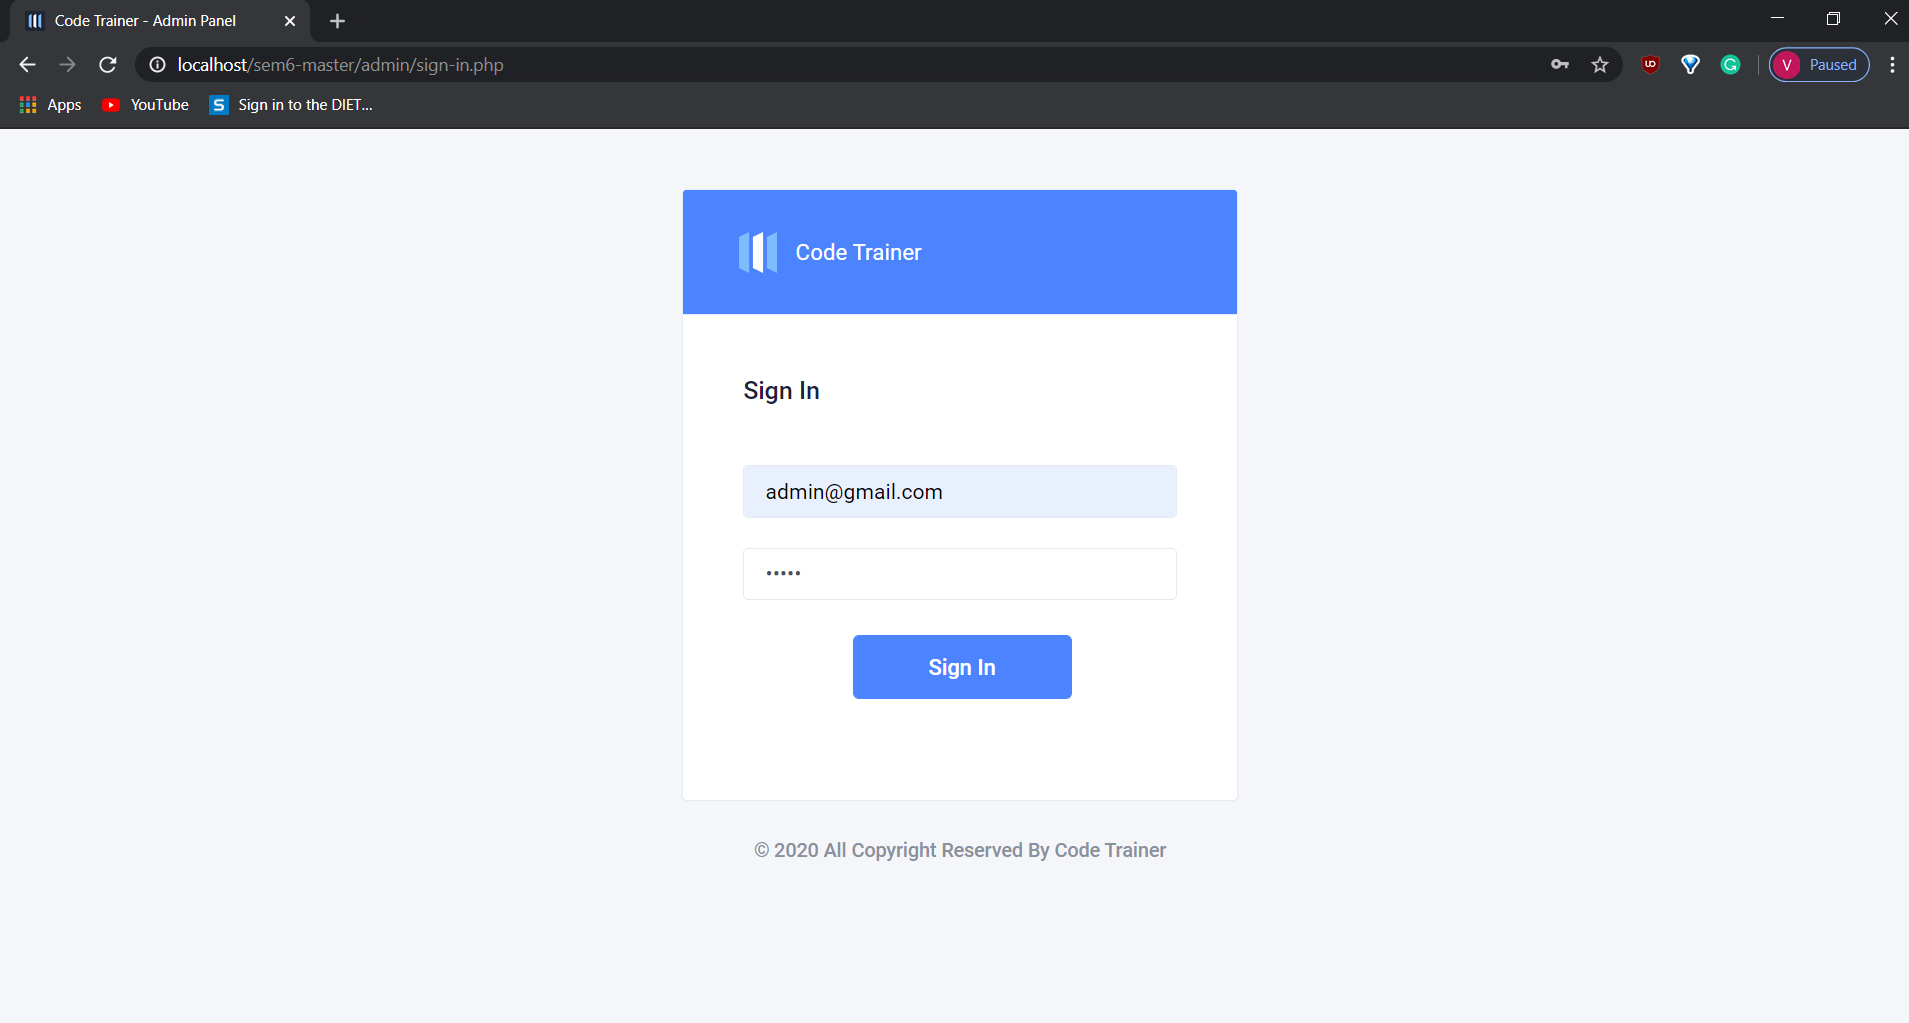 Code Trainer - Admin Panel
localhost/sem6-master/admin/sign-in.php
V Paused
Apps YouTube S Sign in to the DIET...
Code Trainer
Sign In
admin@gmail.com
•••••
Sign In
© 2020 All Copyright Reserved By Code Trainer